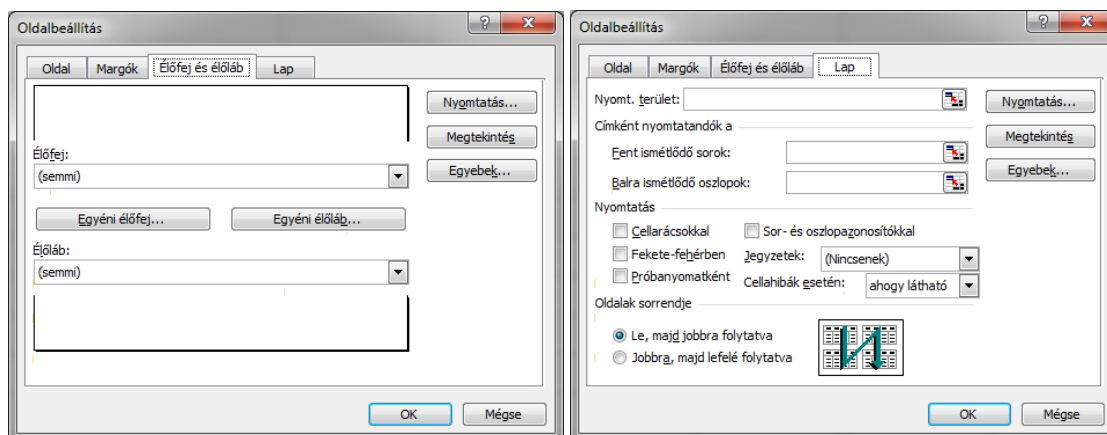 Oldalbeállítás
Oldal Margók Élőfej és élőláb Lap
Nyomtatás...
Megtekintés
Élőfej:
(semmi)
Egyebek...
Egyéni élőfej... Egyéni élőláb...
Élőláb:
(semmi)
OK Mégse
Oldalbeállítás
Oldal Margók Élőfej és élőláb Lap
Nyomt. terület:
Nyomtatás...
Címként nyomtatandók a
Megtekintés
Fent ismétlődő sorok:
Egyebek...
Balra ismétlődő oszlopok:
Nyomtatás
Cellarácsokkal Sor- és oszlopazonosítókkal
Fekete-fehérben Jegyzetek: (Nincsenek)
Próbanyomatként Cellahibák esetén: ahogy látható
Oldalak sorrendje
Le, majd jobbra folytatva
Jobbra, majd lefelé folytatva
OK Mégse